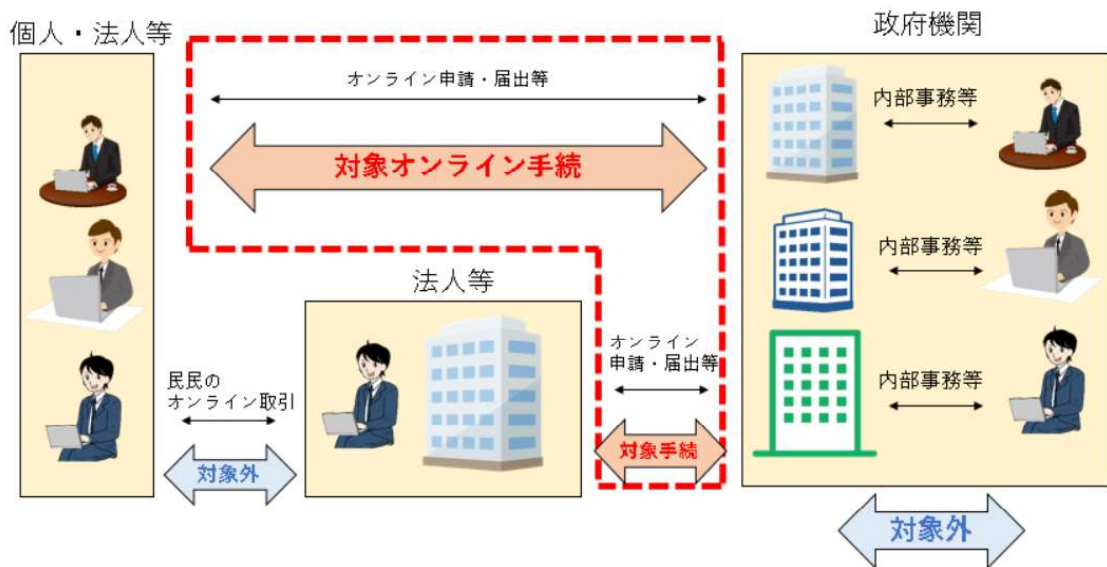 個人・法人等
政府機関
オンライン申請・届出等
対象オンライン手続
内部事務等
内部事務等
法人等
オンライン
申請・届出等
民民の
オンライン取引
内部事務等
対象外
対象手続
対象外